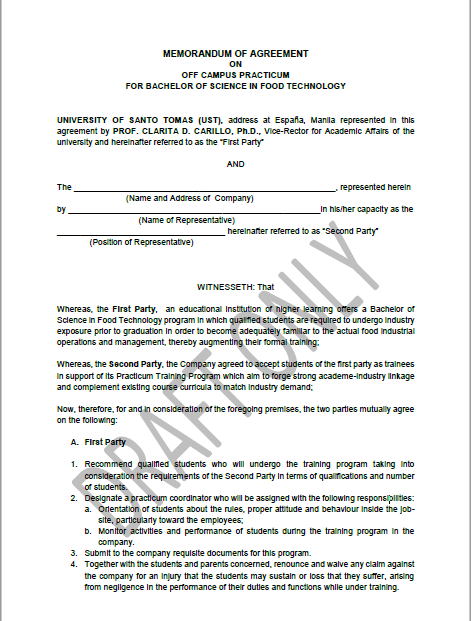 MEMORANDUM OF AGREEMENT
ON
OFF CAMPUS PRACTICUM
FOR BACHELOR OF SCIENCE IN FOOD TECHNOLOGY
UNIVERSITY OF SANTO TOMAS (UST), address at España, Manila represented in this
agreement by PROF. CLARITA D. CARILLO, Ph.D., Vice-Rector for Academic Affairs of the
university and hereinafter referred to as the "First Party"
AND
The ________________________, represented herein
(Name and Address of Company)
by ________________________in his/her capacity as the
(Name of Representative)
________________________ hereinafter referred to as "Second Party"
(Position of Representative)
WITNESSETH: That
Whereas, the First Party, an educational institution of higher learning offers a Bachelor of
Science in Food Technology program in which qualified students are required to undergo industry
exposure prior to graduation in order to become adequately familiar to the actual food industrial
operations and management, thereby augmenting their formal training;
Whereas, the Second Party, the Company agreed to accept students of the first party as trainees
in support of its Practicum Training Program which aim to forge strong academe-industry linkage
and complement existing course curricula to match industry demand;
Now, therefore, for and in consideration of the foregoing premises, the two parties mutually agree
on the following:
A. First Party
1. Recommend qualified students who will undergo the training program taking into
consideration the requirements of the Second Party in terms of qualifications and number
of students.
2. Designate a practicum coordinator who will be assigned with the following responsibilities:
a. Orientation of students about the rules, proper attitude and behaviour inside the job-
site, particularly toward the employees;
b. Monitor activities and performance of students during the training program in the
company.
3. Submit to the company requisite documents for this program.
4. Together with the students and parents concerned, renounce and waive any claim against
the company for an injury that the students may sustain or loss that they suffer, arising
from negligence in the performance of their duties and functions while under training.
DRAFT ONLY